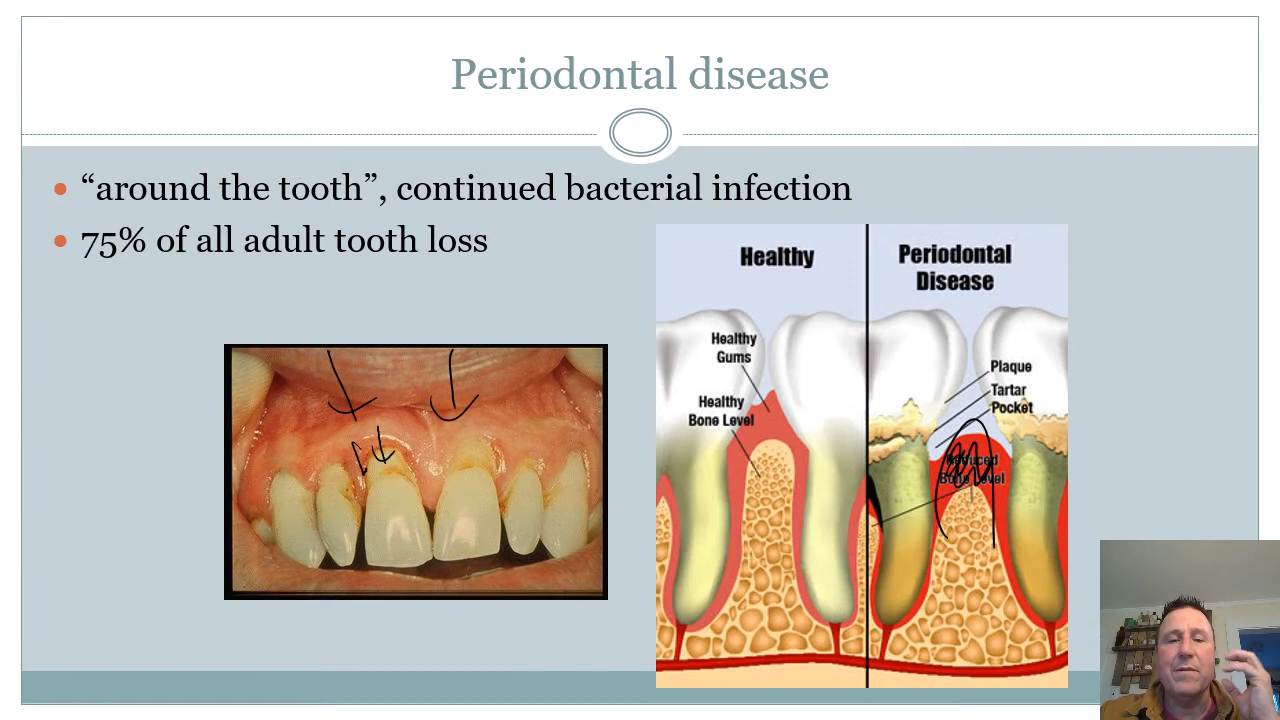 Periodontal disease
“around the tooth”, continued bacterial infection
75% of all adult tooth loss
Healthy
Periodontal
Disease
Healthy
Gums
Healthy
Bone Level
Plaque
Tartar
Pocket
Reduced
Bone Level